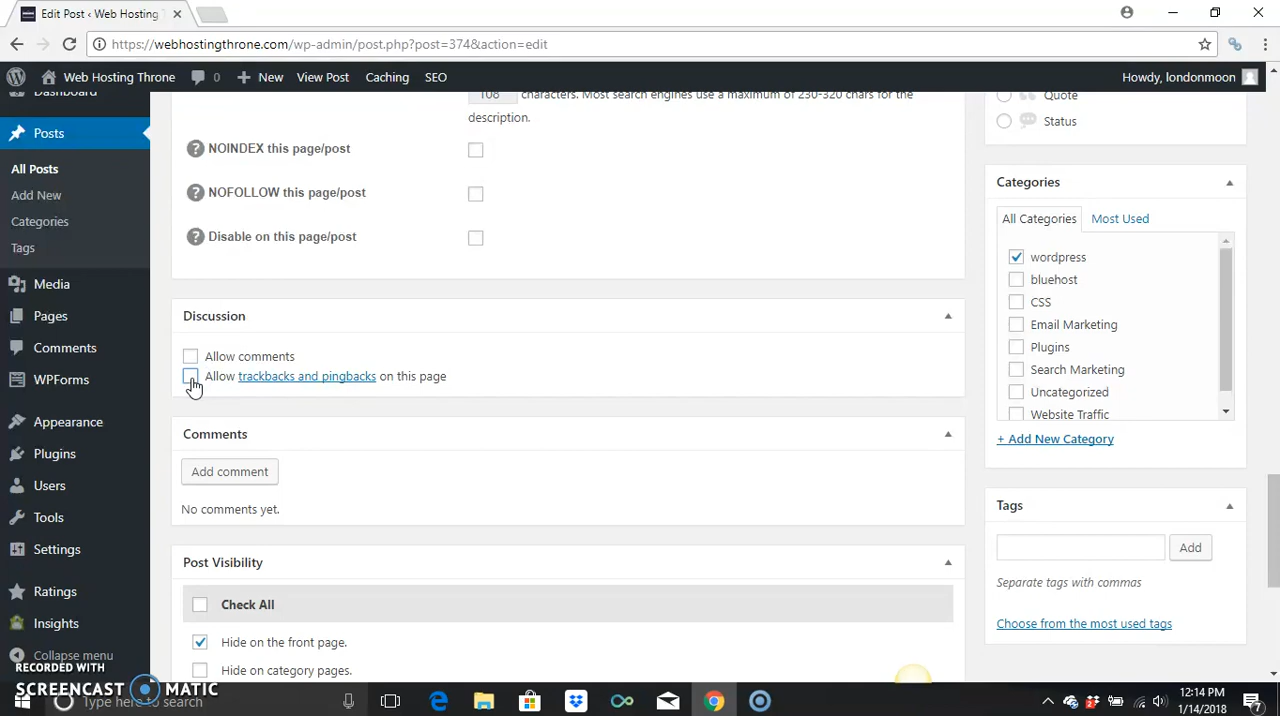 Edit Post ‹ Web Hosting T
https://webhostingthrone.com/wp-admin/post.php?post=374&action=edit
Web Hosting Throne 0 New View Post Caching SEO Howdy, londonmoon
Dashboard
Posts
All Posts
Add New
Categories
Tags
Media
Pages
Comments
WPForms
Appearance
Plugins
Users
Tools
Settings
Ratings
Insights
Collapse menu
108 characters. Most search engines use a maximum of 230-320 chars for the
description.
NOINDEX this page/post
NOFOLLOW this page/post
Disable on this page/post
Discussion
Allow comments
Allow trackbacks and pingbacks on this page
Comments
Add comment
No comments yet.
Post Visibility
Check All
Hide on the front page.
Hide on category pages.
Quote
Status
Categories
All Categories Most Used
wordpress
bluehost
CSS
Email Marketing
Plugins
Search Marketing
Uncategorized
Website Traffic
+ Add New Category
Tags
Add
Separate tags with commas
Choose from the most used tags
RECORDED WITH
SCREENCAST MATIC
Type here to search
12:14 PM
1/14/2018
7